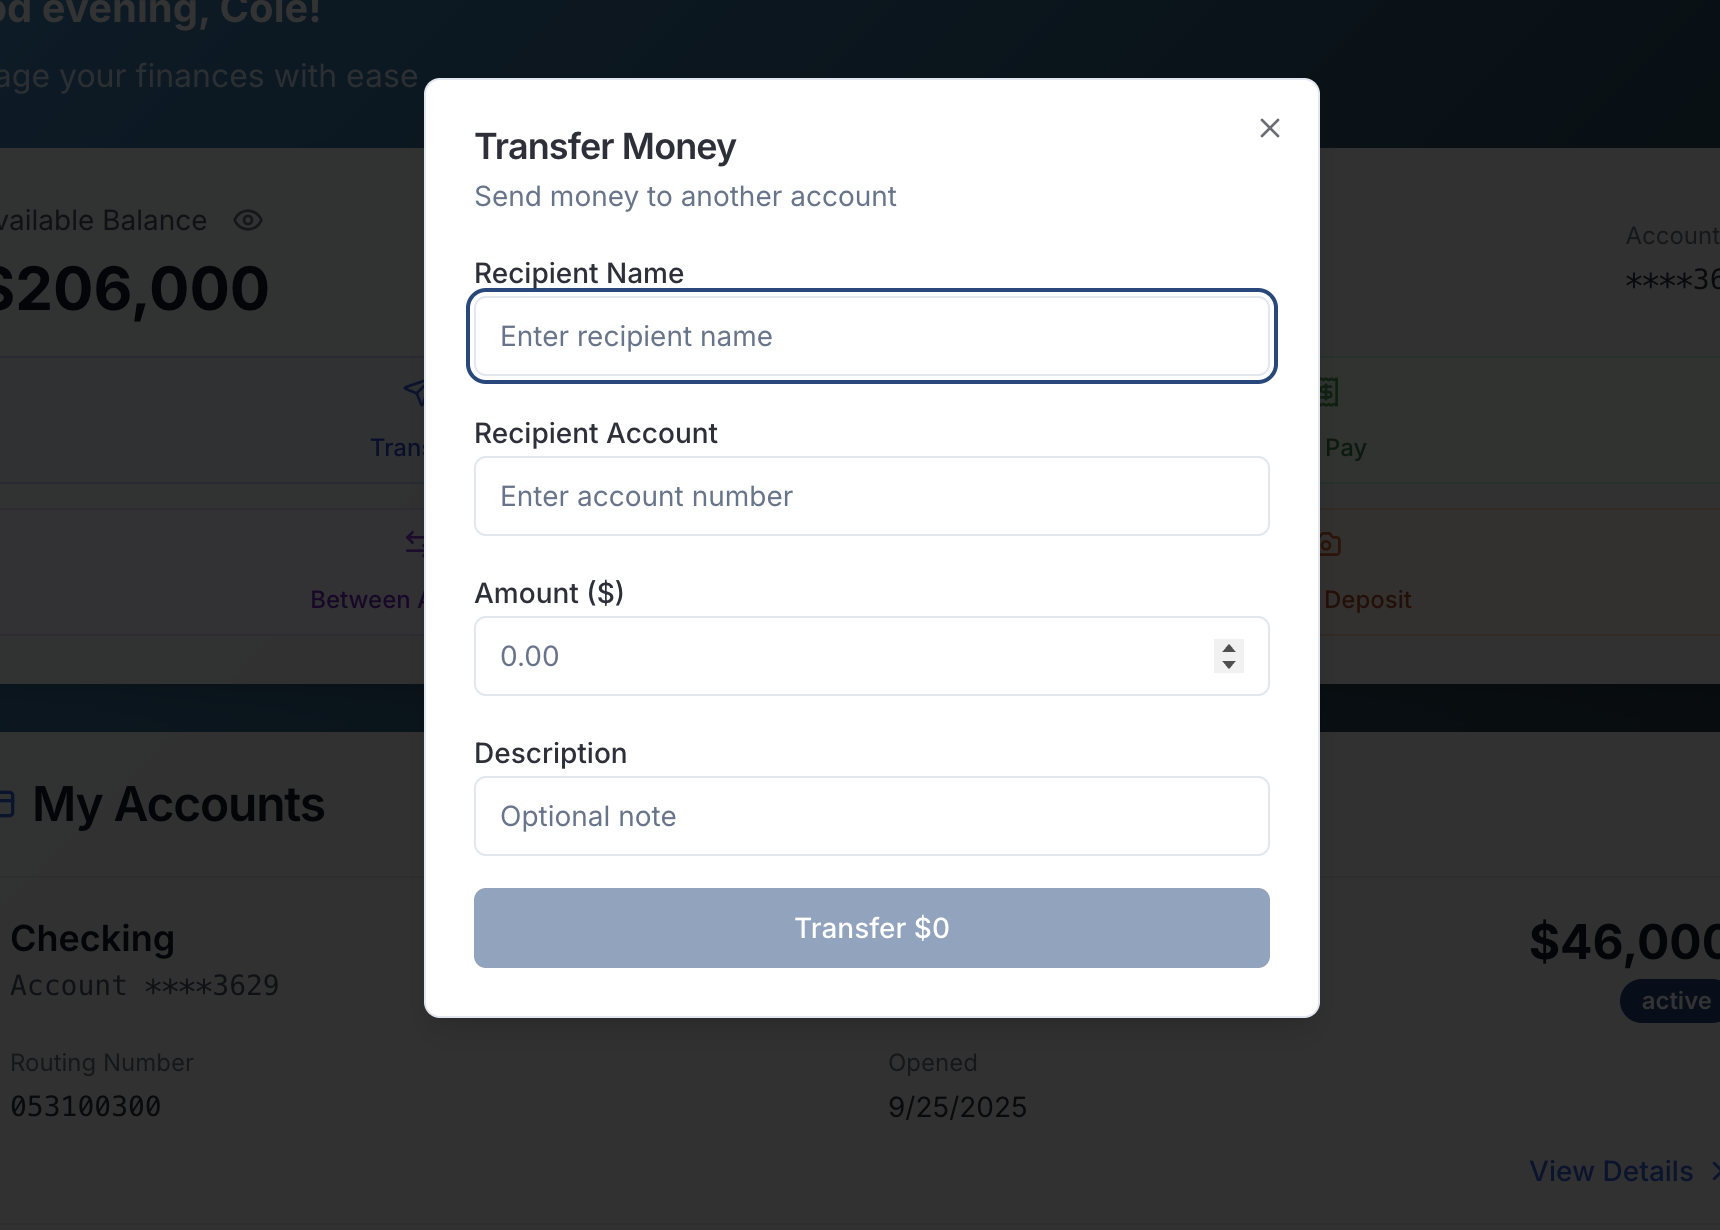 od evening, Cole!
age your finances with ease
Transfer Money
Send money to another account
vailable Balance
Account
$206,000
****36
Recipient Name
Enter recipient name
Recipient Account
Enter account number
Trans
Pay
Amount ($)
0.00
Between A
Deposit
Description
Optional note
My Accounts
Transfer $0
Checking
$46,000
Account ****3629
active
Routing Number
Opened
053100300
9/25/2025
View Details